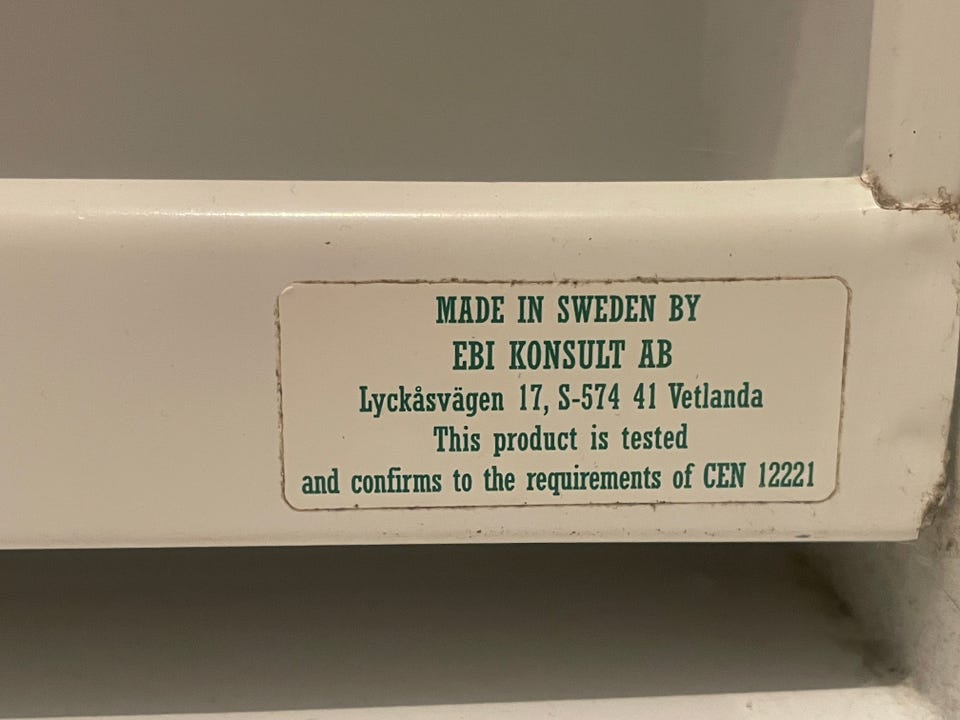 MADE IN SWEDEN BY
EBI KONSULT AB
Lyckåsvägen 17, S-574 41 Vetlanda
This product is tested
and confirms to the requirements of CEN 12221